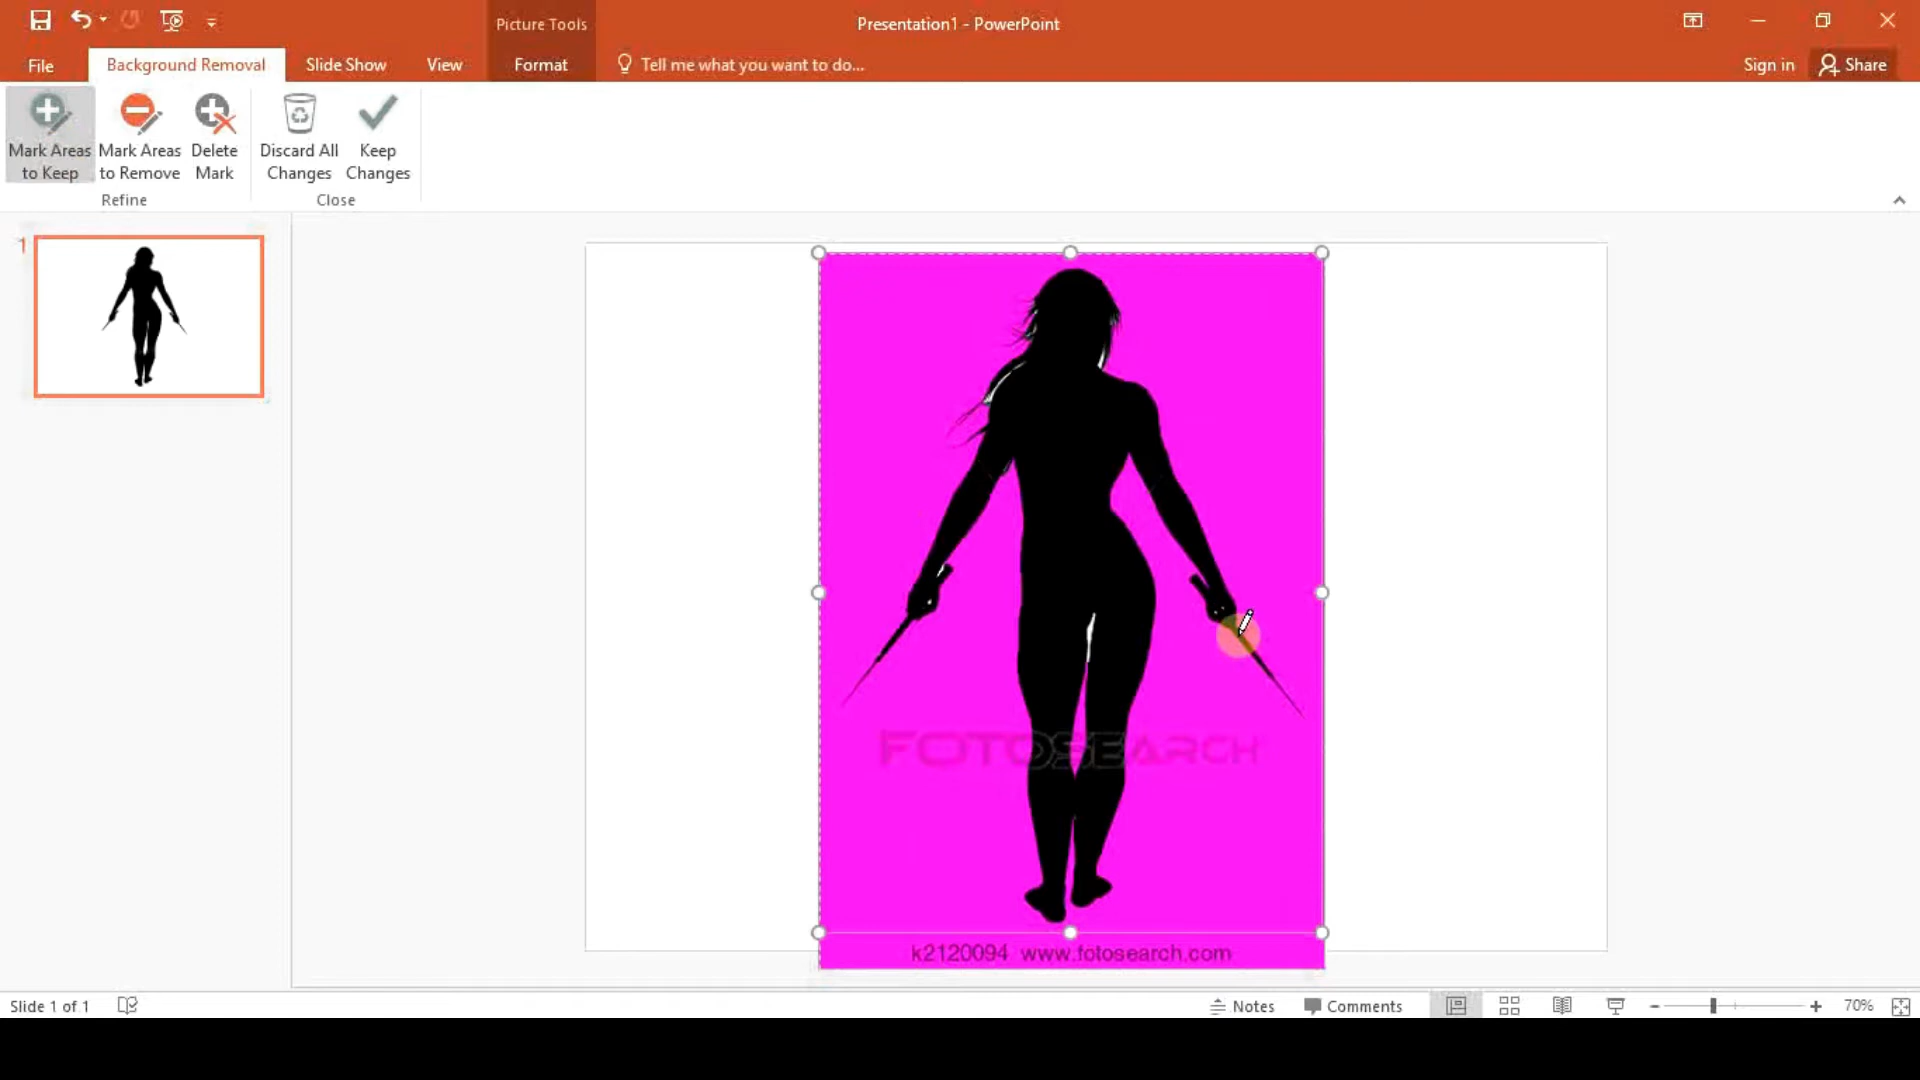 Picture Tools
Presentation1 - PowerPoint
File
Background Removal
Slide Show
View
Format
Tell me what you want to do...
Sign in
Share
Mark Areas to Keep
Mark Areas to Remove
Delete Mark
Discard All Changes
Keep Changes
Refine
Close
1
FOTOSEARCH
k2120094 www.fotosearch.com
Slide 1 of 1
Notes
Comments
70%